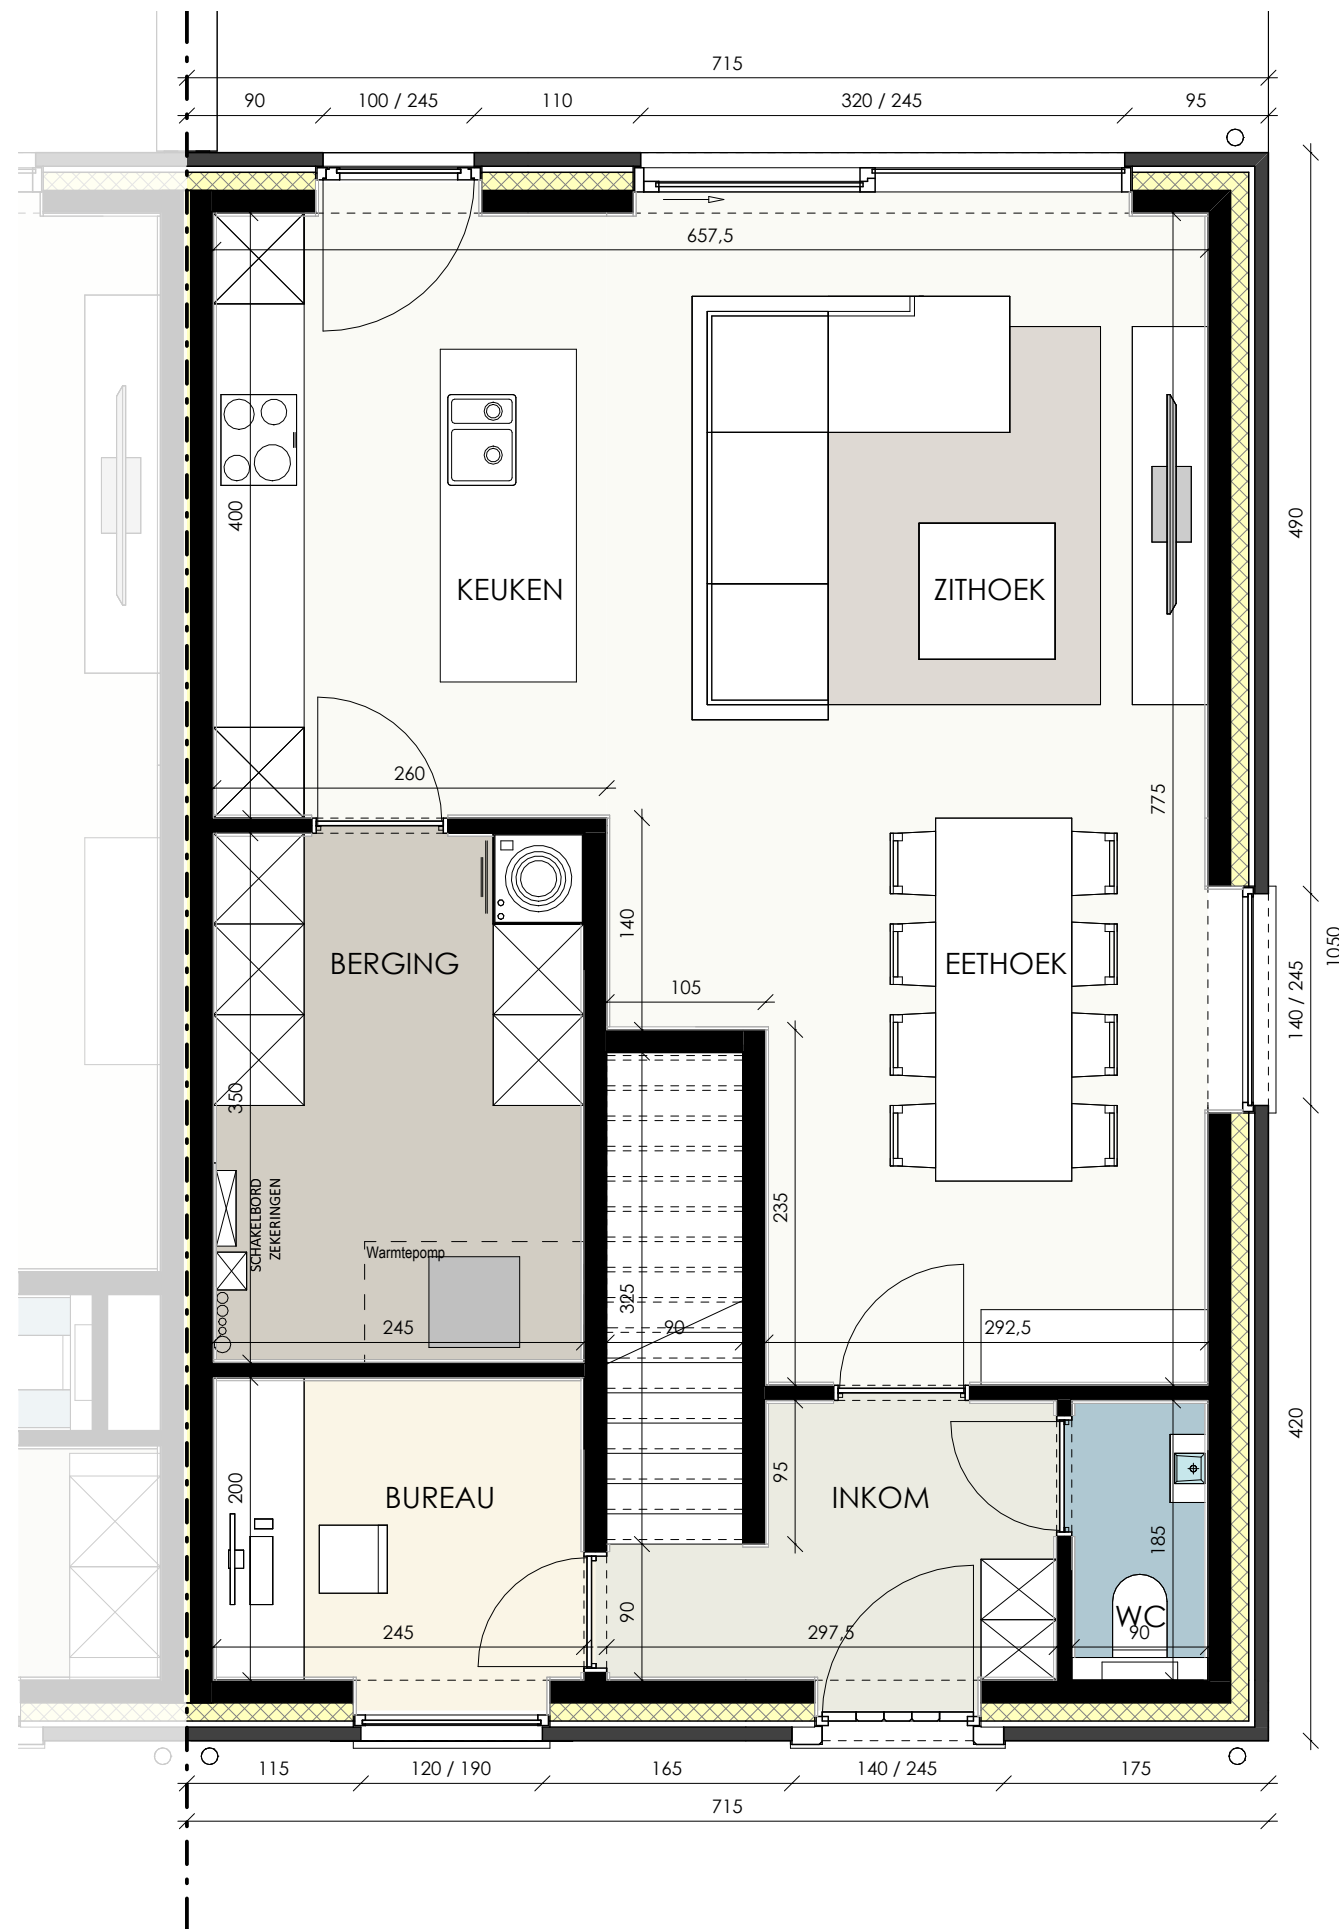 715
90
100 / 245
110
320 / 245
95
657,5
400
KEUKEN
ZITHOEK
490
260
775
140
BERGING
EETHOEK
1050
140 / 245
105
350
SCHAKELBORD
ZEKERINGEN
235
Warmtepomp
325
245
90
292,5
420
95
200
BUREAU
INKOM
185
90
WC
245
297,5
90
115
120 / 190
165
140 / 245
175
715